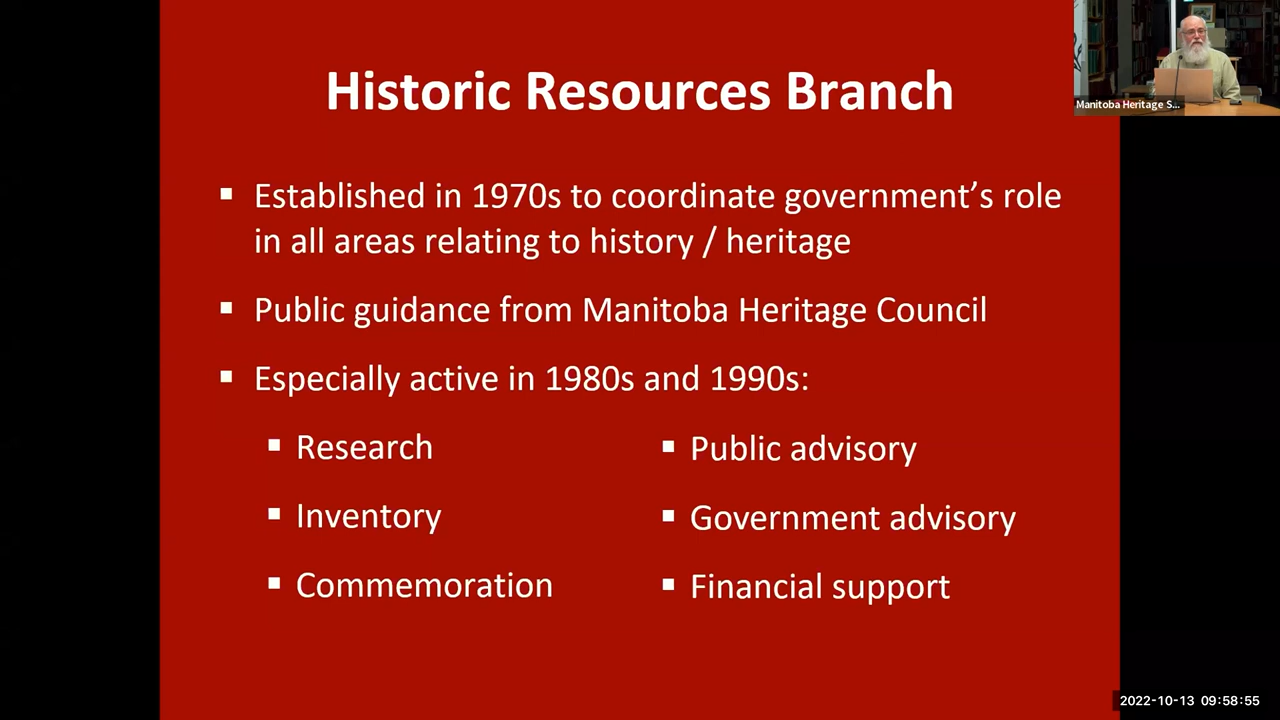 Historic Resources Branch
Manitoba Heritage S...
▪ Established in 1970s to coordinate government’s role
in all areas relating to history / heritage
▪ Public guidance from Manitoba Heritage Council
▪ Especially active in 1980s and 1990s:
▪ Research
▪ Inventory
▪ Commemoration
▪ Public advisory
▪ Government advisory
▪ Financial support
2022-10-13 09:58:55